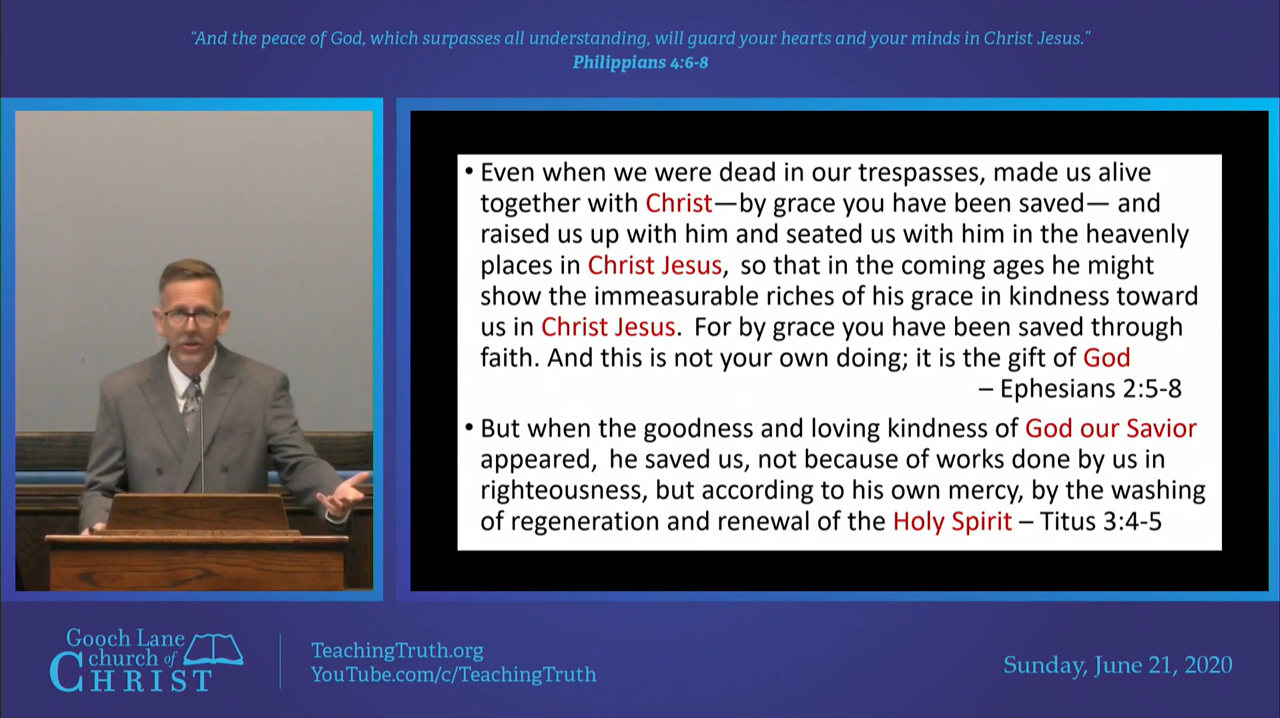 “And the peace of God, which surpasses all understanding, will guard your hearts and your minds in Christ Jesus.”
Philippians 4:6-8
• Even when we were dead in our trespasses, made us alive
together with Christ—by grace you have been saved— and
raised us up with him and seated us with him in the heavenly
places in Christ Jesus, so that in the coming ages he might
show the immeasurable riches of his grace in kindness toward
us in Christ Jesus. For by grace you have been saved through
faith. And this is not your own doing; it is the gift of God
– Ephesians 2:5-8
• But when the goodness and loving kindness of God our Savior
appeared, he saved us, not because of works done by us in
righteousness, but according to his own mercy, by the washing
of regeneration and renewal of the Holy Spirit – Titus 3:4-5
Gooch Lane
church of
CHRIST
TeachingTruth.org
YouTube.com/c/TeachingTruth
Sunday, June 21, 2020